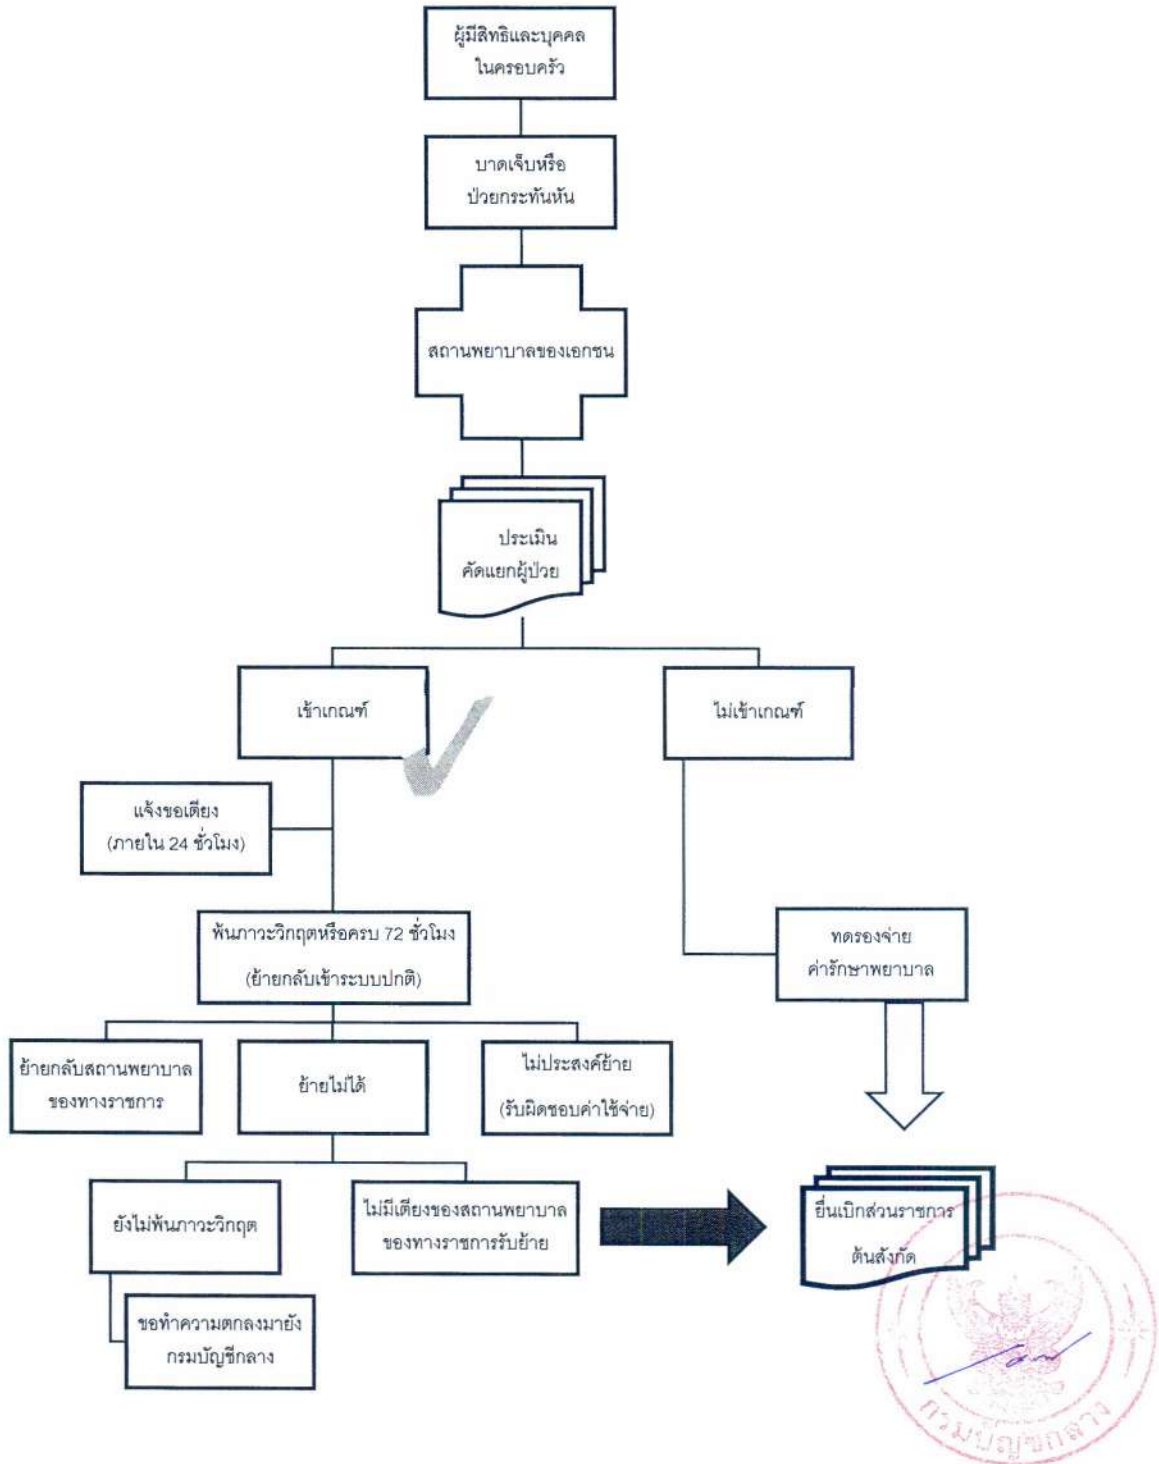 ผู้มีสิทธิและบุคคล
ในครอบครัว
บาดเจ็บหรือ
ป่วยกระทันหัน
สถานพยาบาลของเอกชน
ประเมิน
คัดแยกผู้ป่วย
เข้าเกณฑ์
ไม่เข้าเกณฑ์
แจ้งขอเตียง
(ภายใน 24 ชั่วโมง)
พ้นภาวะวิกฤตหรือครบ 72 ชั่วโมง
(ย้ายกลับเข้าระบบปกติ)
ทดรองจ่าย
ค่ารักษาพยาบาล
ย้ายกลับสถานพยาบาล
ของทางราชการ
ย้ายไม่ได้
ไม่ประสงค์ย้าย
(รับผิดชอบค่าใช้จ่าย)
ยังไม่พ้นภาวะวิกฤต
ไม่มีเตียงของสถานพยาบาล
ของทางราชการรับย้าย
ยื่นเบิกส่วนราชการ
ต้นสังกัด
ขอทำความตกลงมายัง
กรมบัญชีกลาง
กรมบัญชีกลาง